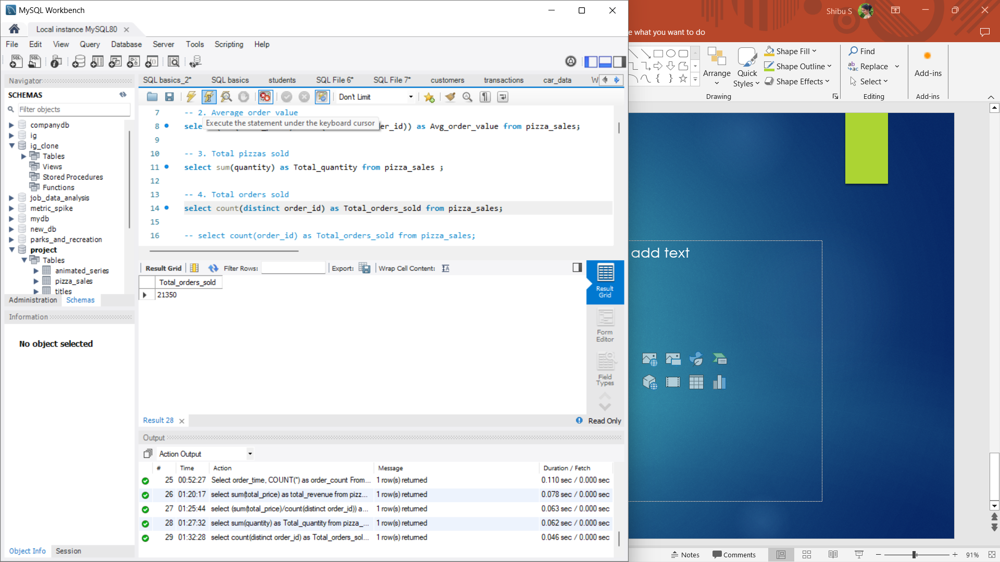 MySQL Workbench
Local instance MySQL80
File Edit View Query Database Server Tools Scripting Help
Navigator
SCHEMAS
Filter objects
companydb
ig
ig_clone
Tables
Views
Stored Procedures
Functions
job_data_analysis
metric_spike
mydb
new_db
parks_and_recreation
project
Tables
animated_series
pizza_sales
titles
Administration Schemas
Information
No object selected
Object Info Session
SQL basics_2* SQL basics students SQL File 6* SQL File 7* customers transactions car_data W
Don't Limit
7 -- 2. Average order value
Execute the statement under the keyboard cursor
8 sele er_id)) as Avg_order_value from pizza_sales;
9
10 -- 3. Total pizzas sold
11 select sum(quantity) as Total_quantity from pizza_sales ;
12
13 -- 4. Total orders sold
14 select count(distinct order_id) as Total_orders_sold from pizza_sales;
15
16 -- select count(order_id) as Total_orders_sold from pizza_sales;
Result Grid Filter Rows: Export: Wrap Cell Content:
Total_orders_sold
21350
Result Grid
Form Editor
Field Types
Result 28
Read Only
Output
Action Output
# Time Action Message Duration / Fetch
25 00:52:27 Select order_time, COUNT(*) as order_count From... 1 row(s) returned 0.110 sec / 0.000 sec
26 01:20:17 select sum(total_price) as total_revenue from pizz... 1 row(s) returned 0.078 sec / 0.000 sec
27 01:25:44 select (sum(total_price)/count(distinct order_id)) a... 1 row(s) returned 0.063 sec / 0.000 sec
28 01:27:32 select sum(quantity) as Total_quantity from pizza_... 1 row(s) returned 0.062 sec / 0.000 sec
29 01:32:28 select count(distinct order_id) as Total_orders_sol... 1 row(s) returned 0.046 sec / 0.000 sec
Shibu S
e what you want to do
Arrange
Quick Styles
Shape Fill
Shape Outline
Shape Effects
Drawing
Find
Replace
Select
Editing
Add-ins
Add-ins
add text
Notes Comments 91%